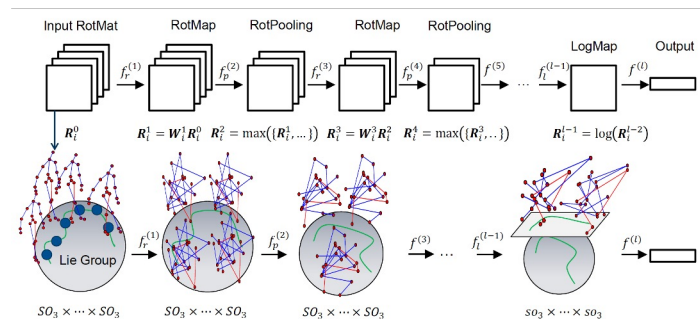 Input RotMat RotMap RotPooling RotMap RotPooling
LogMap Output
f_r^{(1)} f_p^{(2)} f_r^{(3)} f_p^{(4)} f^{(5)} ... f_l^{(l-1)} f^{(l)}
R_i^0 R_i^1 = W_i^1 R_i^0 R_i^2 = max({R_i^1, ...}) R_i^3 = W_i^3 R_i^2 R_i^4 = max({R_i^3, ..}) R_i^{l-1} = log(R_i^{l-2})
Lie Group f_r^{(1)} f_p^{(2)} f^{(3)} ... f_l^{(l-1)} f^{(l)}
SO_3 × ⋯ × SO_3 SO_3 × ⋯ × SO_3 SO_3 × ⋯ × SO_3 so_3 × ⋯ × so_3